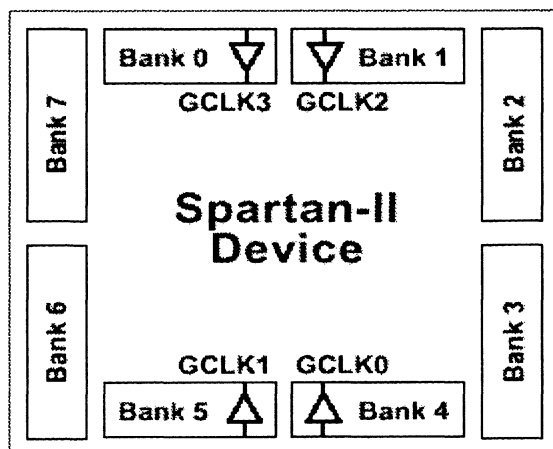 Bank 0
Bank 1
GCLK3
GCLK2
Bank 7
Bank 2
Spartan-II
Device
Bank 6
Bank 3
GCLK1
GCLK0
Bank 5
Bank 4